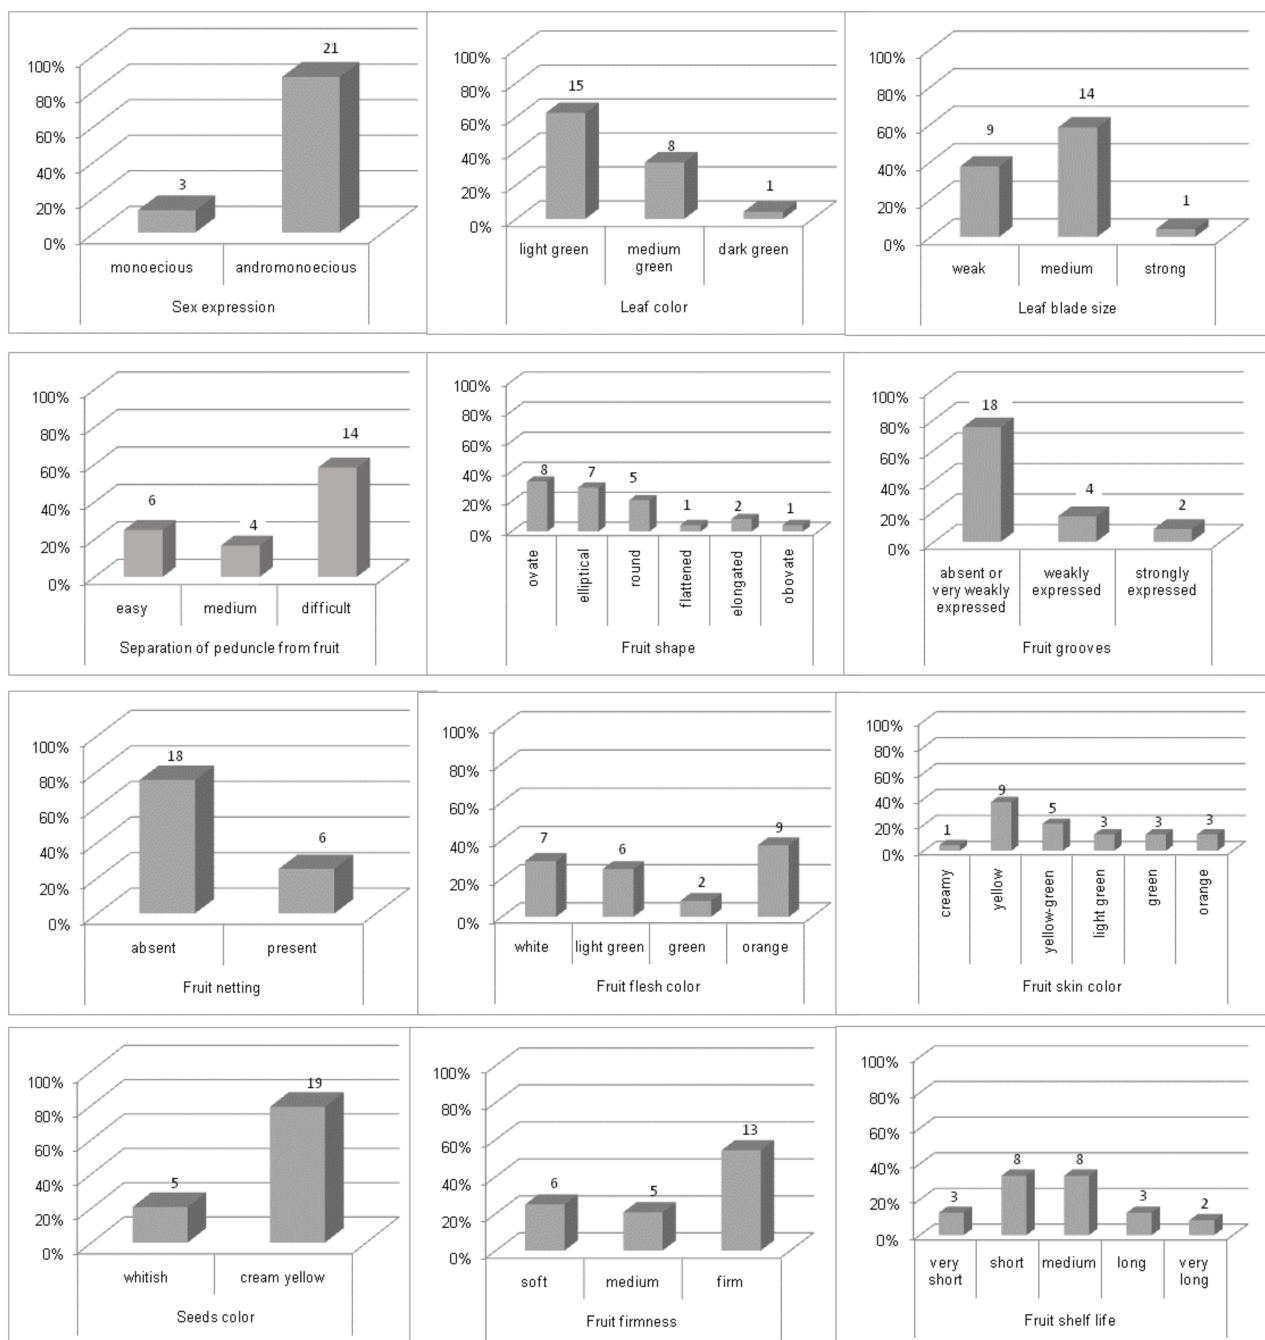 100%
80%
60%
40%
20%
0%
3
21
monoecious
andromonoecious
Sex expression
100%
80%
60%
40%
20%
0%
15
8
1
light green
medium
green
dark green
Leaf color
100%
80%
60%
40%
20%
0%
9
14
1
weak
medium
strong
Leaf blade size
100%
80%
60%
40%
20%
0%
6
4
14
easy
medium
difficult
Separation of peduncle from fruit
100%
80%
60%
40%
20%
0%
8
7
5
1
2
1
ovate
elliptical
round
flattened
elongated
obovate
Fruit shape
100%
80%
60%
40%
20%
0%
18
4
2
absent or
very weakly
expressed
weakly
expressed
strongly
expressed
Fruit grooves
100%
80%
60%
40%
20%
0%
18
6
absent
present
Fruit netting
100%
80%
60%
40%
20%
0%
7
6
2
9
white
light green
green
orange
Fruit flesh color
100%
80%
60%
40%
20%
0%
1
9
5
3
3
3
creamy
yellow
yellow-green
light green
green
orange
Fruit skin color
100%
80%
60%
40%
20%
0%
5
19
whitish
cream yellow
Seeds color
100%
80%
60%
40%
20%
0%
6
5
13
soft
medium
firm
Fruit firmness
100%
80%
60%
40%
20%
0%
3
8
8
3
2
very
short
short
medium
long
very
long
Fruit shelf life